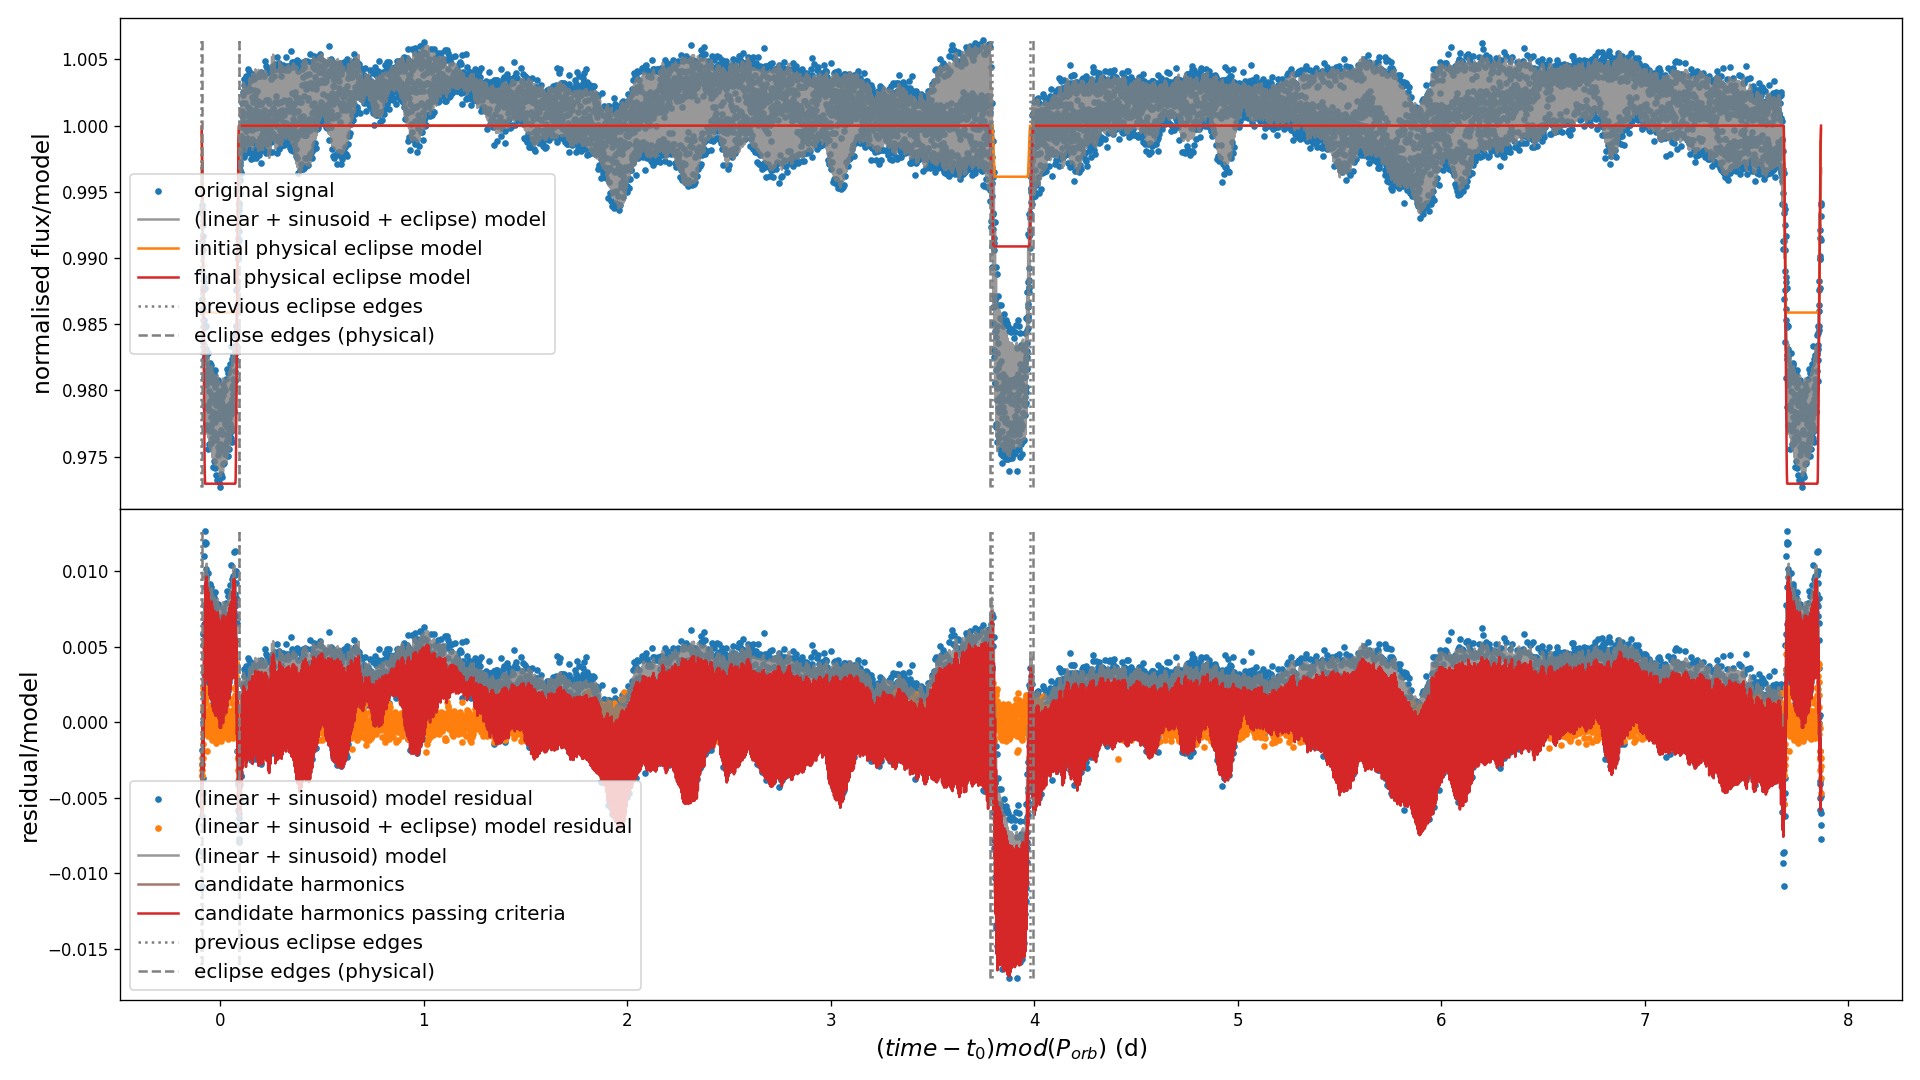 normalised flux/model
1.005
1.000
0.995
0.990
0.985
0.980
0.975
original signal
(linear + sinusoid + eclipse) model
initial physical eclipse model
final physical eclipse model
previous eclipse edges
eclipse edges (physical)
residual/model
0.010
0.005
0.000
−0.005
−0.010
−0.015
(linear + sinusoid) model residual
(linear + sinusoid + eclipse) model residual
(linear + sinusoid) model
candidate harmonics
candidate harmonics passing criteria
previous eclipse edges
eclipse edges (physical)
0 1 2 3 4 5 6 7 8
(time − t₀)mod(Pₒᵣb) (d)